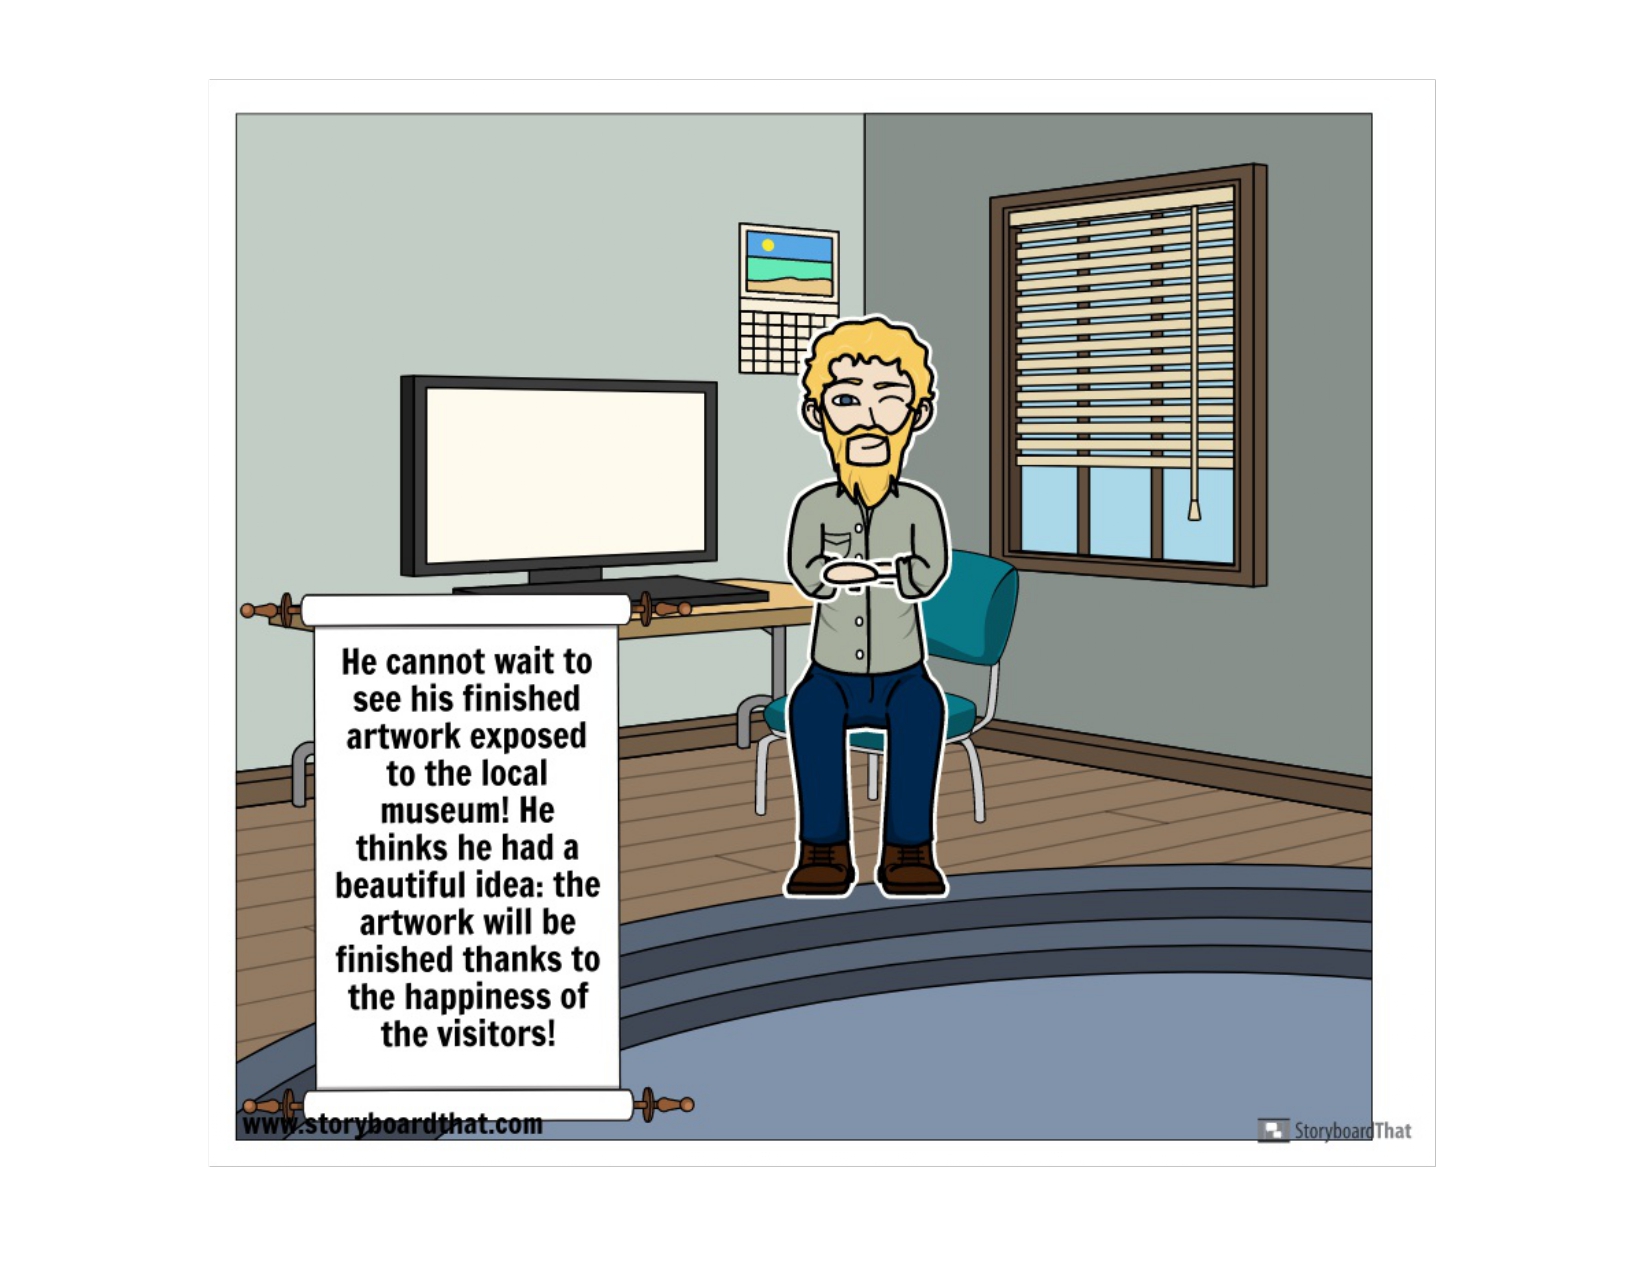 He cannot wait to
see his finished
artwork exposed
to the local
museum! He
thinks he had a
beautiful idea: the
artwork will be
finished thanks to
the happiness of
the visitors!
www.storyboardthat.com
StoryboardThat